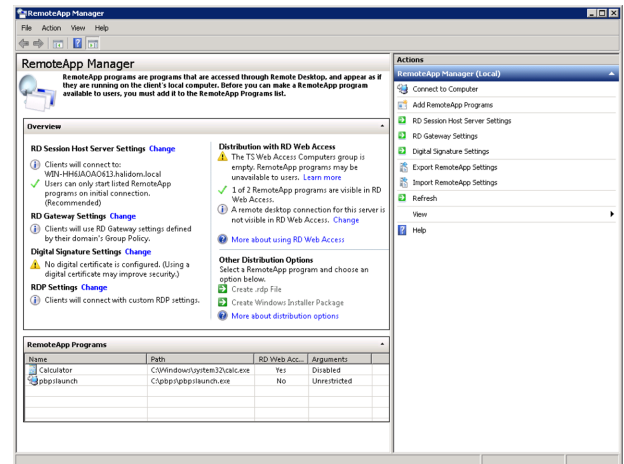 RemoteApp Manager
File Action View Help
RemoteApp Manager
RemoteApp programs are programs that are accessed through Remote Desktop, and appear as if
they are running on the client's local computer. Before you can make a RemoteApp program
available to users, you must add it to the RemoteApp Programs list.
Overview
RD Session Host Server Settings Change
Clients will connect to:
WIN-HH6JAOAO613.halidom.local
Users can only start listed RemoteApp
programs on initial connection.
(Recommended)
RD Gateway Settings Change
Clients will use RD Gateway settings defined
by their domain's Group Policy.
Digital Signature Settings Change
No digital certificate is configured. (Using a
digital certificate may improve security.)
RDP Settings Change
Clients will connect with custom RDP settings.
Distribution with RD Web Access
The TS Web Access Computers group is
empty. RemoteApp programs may be
unavailable to users. Learn more
1 of 2 RemoteApp programs are visible in RD
Web Access.
A remote desktop connection for this server is
not visible in RD Web Access. Change
More about using RD Web Access
Other Distribution Options
Select a RemoteApp program and choose an
option below.
Create .rdp File
Create Windows Installer Package
More about distribution options
RemoteApp Programs
Name Path RD Web Acc... Arguments
Calculator C:\Windows\system32\calc.exe Yes Disabled
pbpslaunch C:\pbps\pbpslaunch.exe No Unrestricted
Actions
RemoteApp Manager (Local)
Connect to Computer
Add RemoteApp Programs
RD Session Host Server Settings
RD Gateway Settings
Digital Signature Settings
Export RemoteApp Settings
Import RemoteApp Settings
Refresh
View
Help